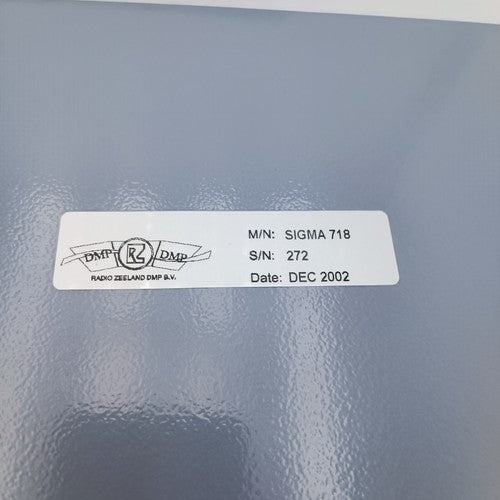 DMP RZ DMP
RADIO ZEELAND DMP B.V.
M/N: SIGMA 718
S/N: 272
Date: DEC 2002